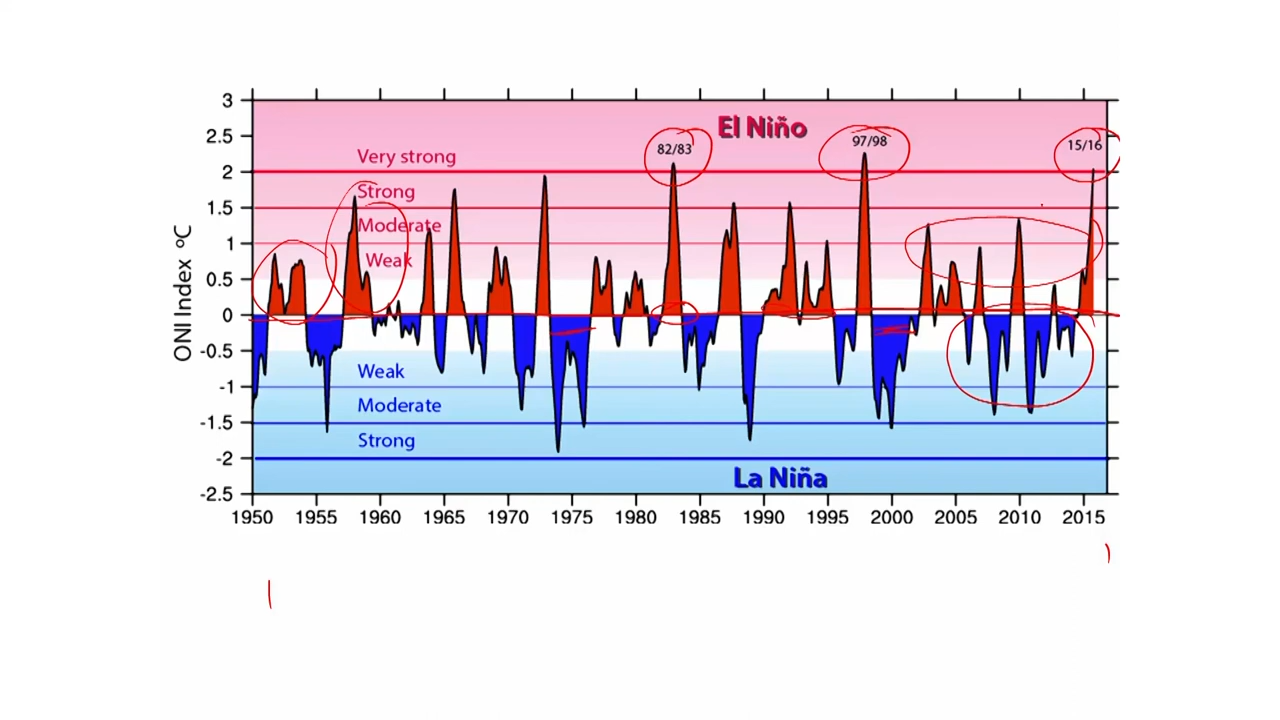 3
El Niño
2.5
82/83
97/98
15/16
Very strong
2
Strong
1.5
Moderate
1
Weak
0.5
0
-0.5
Weak
-1
Moderate
-1.5
Strong
-2
La Niña
-2.5
ONI Index ºC
1950 1955 1960 1965 1970 1975 1980 1985 1990 1995 2000 2005 2010 2015